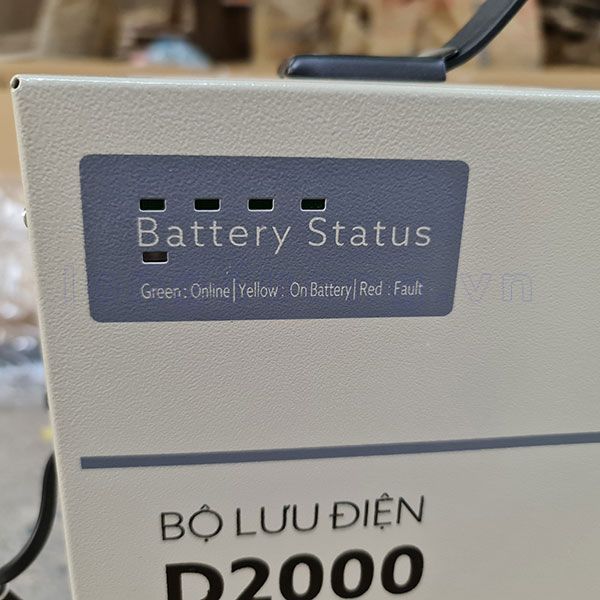 Battery Status
Green : Online | Yellow : On Battery | Red : Fault
BỘ LƯU ĐIỆN
D2000